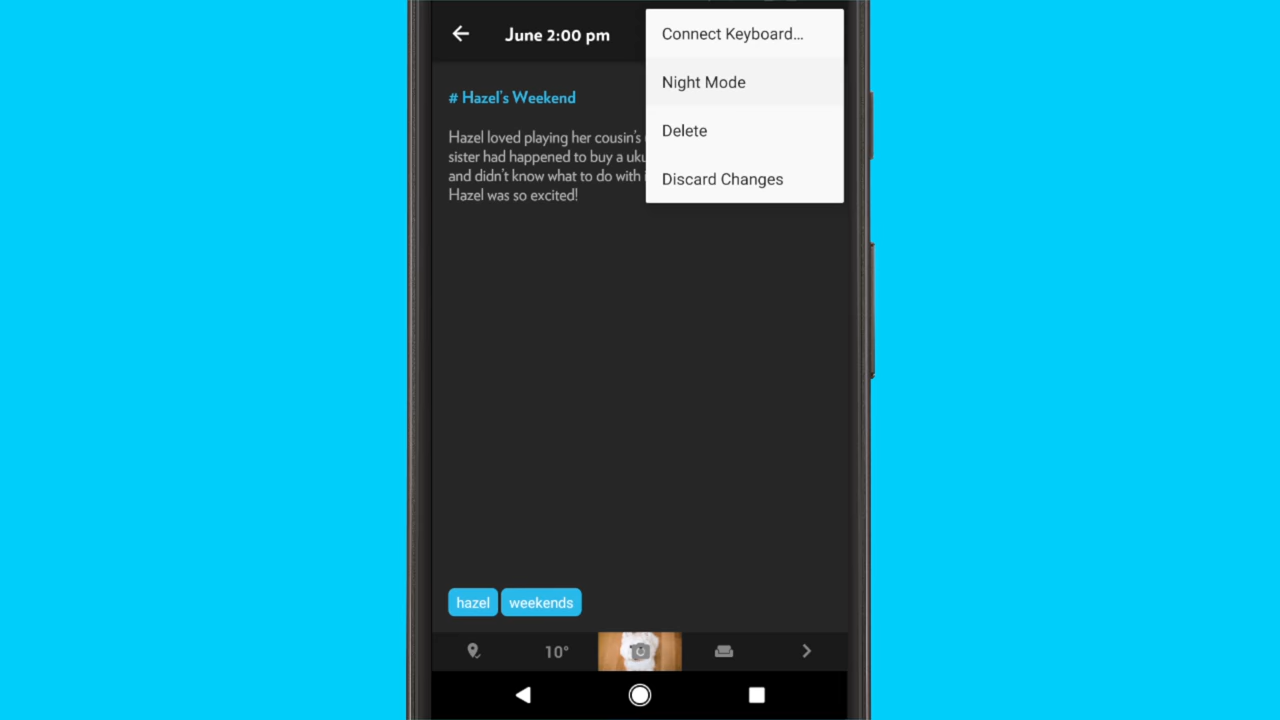 June 2:00 pm
Connect Keyboard...
Night Mode
Delete
Discard Changes
# Hazel's Weekend
Hazel loved playing her cousin's
sister had happened to buy a uku
and didn't know what to do with
Hazel was so excited!
hazel weekends
10°